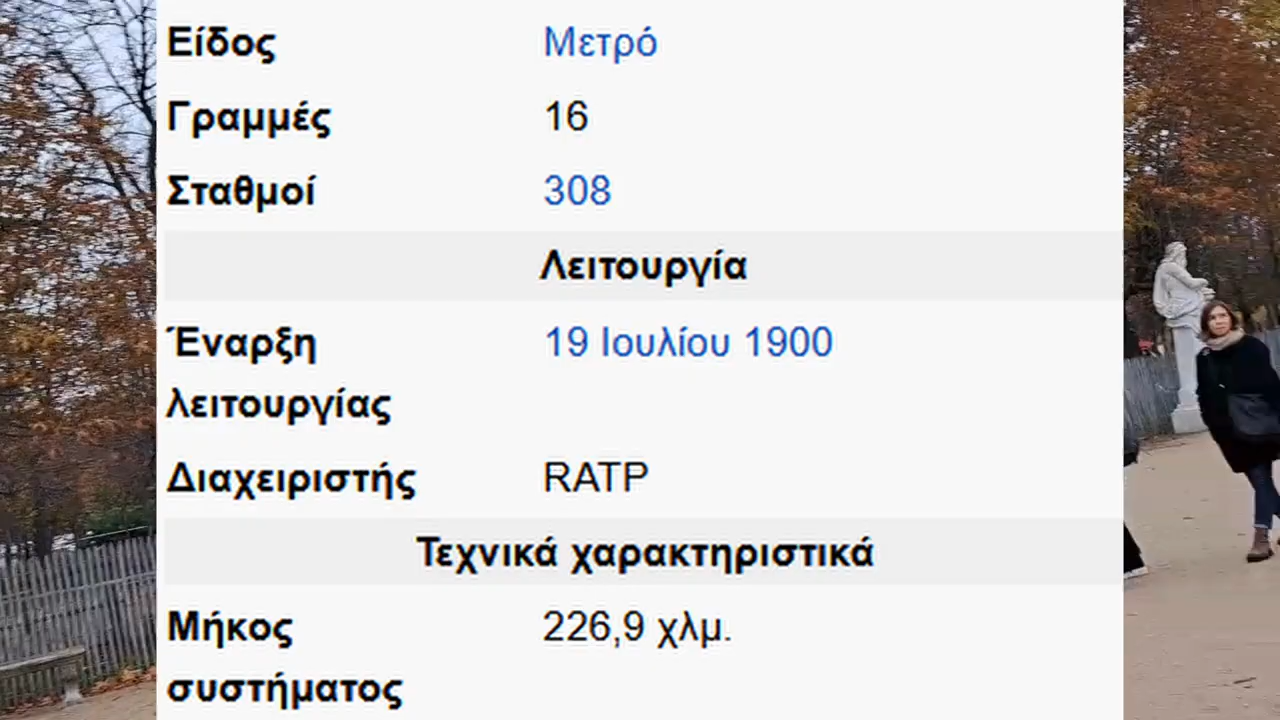 Είδος Μετρό
Γραμμές 16
Σταθμοί 308
Λειτουργία
Έναρξη 19 Ιουλίου 1900
λειτουργίας
Διαχειριστής RATP
Τεχνικά χαρακτηριστικά
Μήκος 226,9 χλμ.
συστήματος